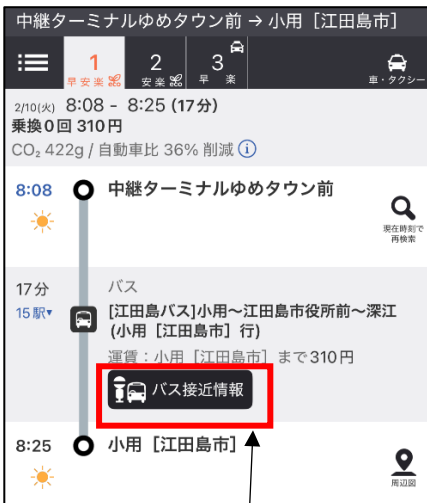 中継ターミナルゆめタウン前 → 小用［江田島市］
1 2 3
早 安 楽 安 楽 早 楽 車・タクシー
2/10(火) 8:08 - 8:25 (17分)
乗換0回 310円
CO₂ 422g / 自動車比 36% 削減 i
8:08 中継ターミナルゆめタウン前
現在時刻で
再検索
17分 バス
15駅▾ [江田島バス]小用～江田島市役所前～深江
(小用［江田島市］行)
運賃：小用［江田島市］まで310円
バス接近情報
8:25 小用［江田島市］
周辺図